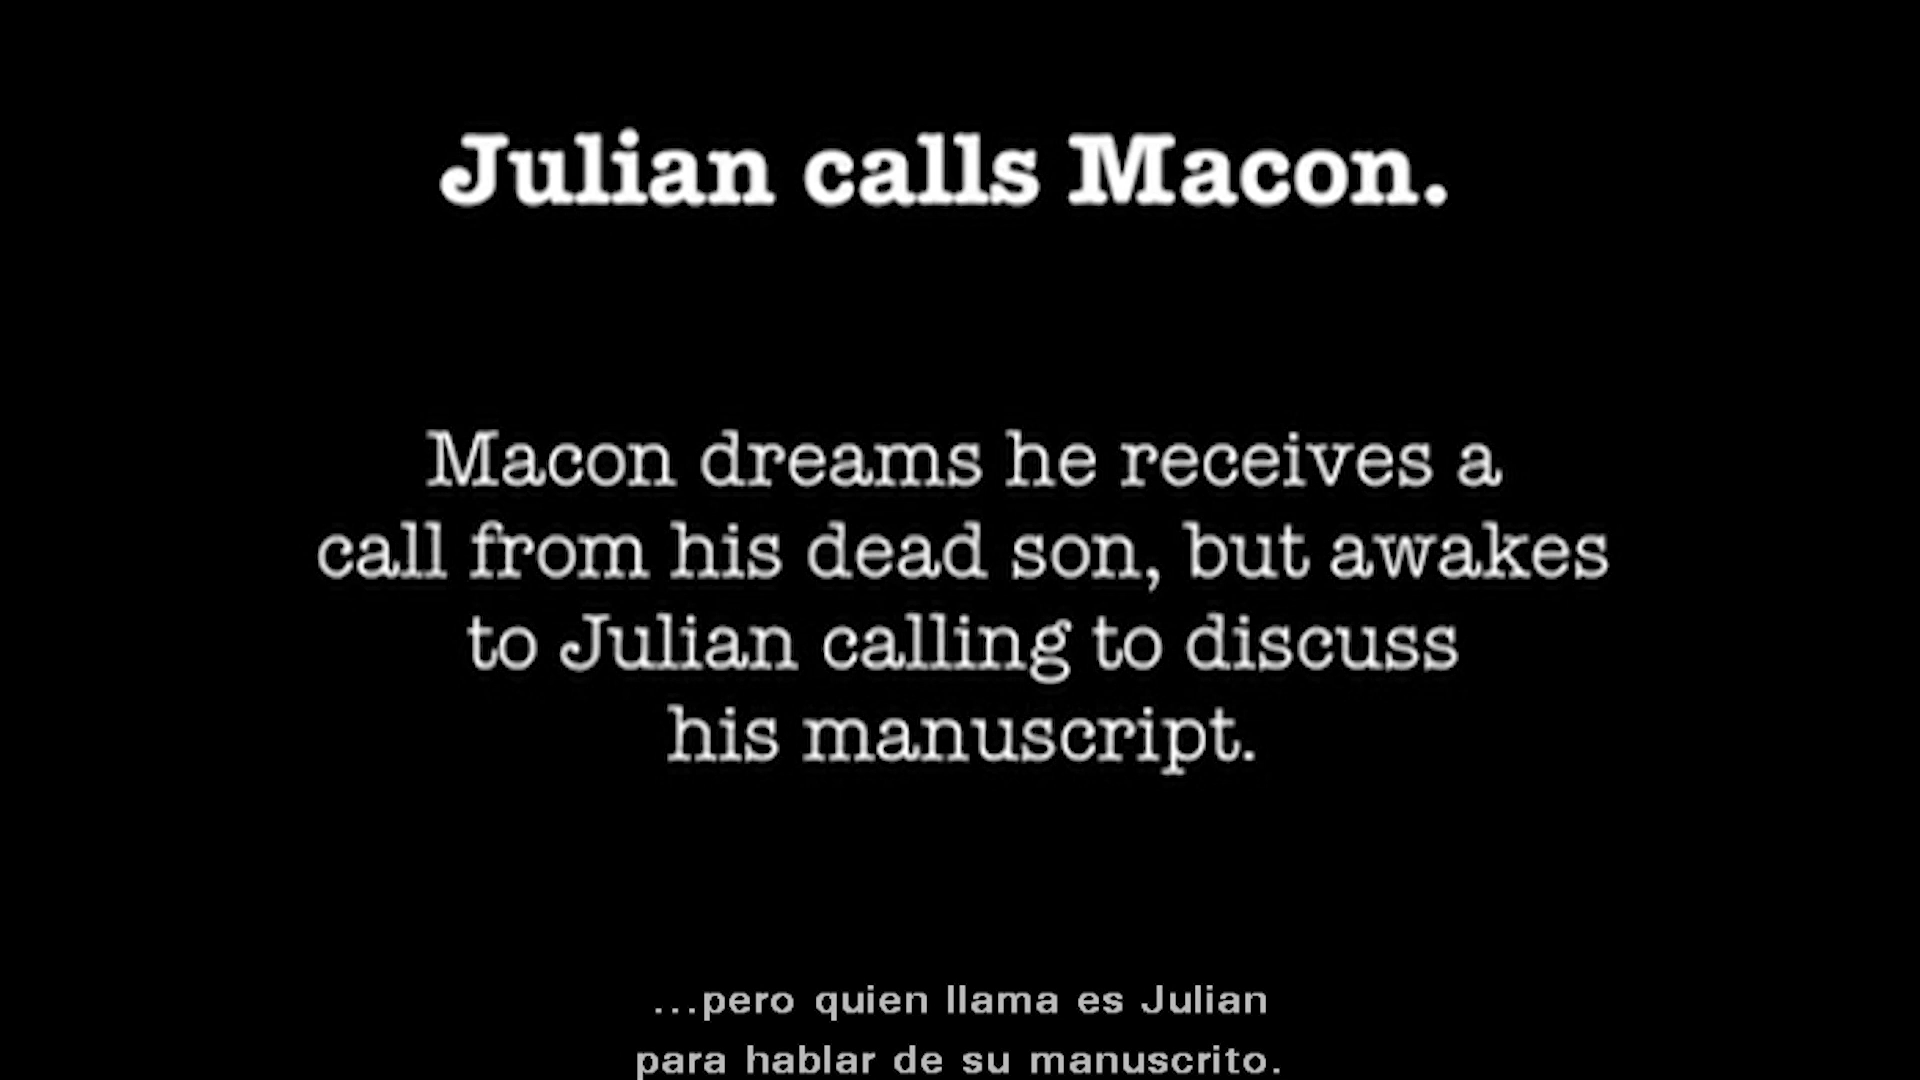 Julian calls Macon.
Macon dreams he receives a
call from his dead son, but awakes
to Julian calling to discuss
his manuscript.
...pero quien llama es Julian
para hablar de su manuscrito.